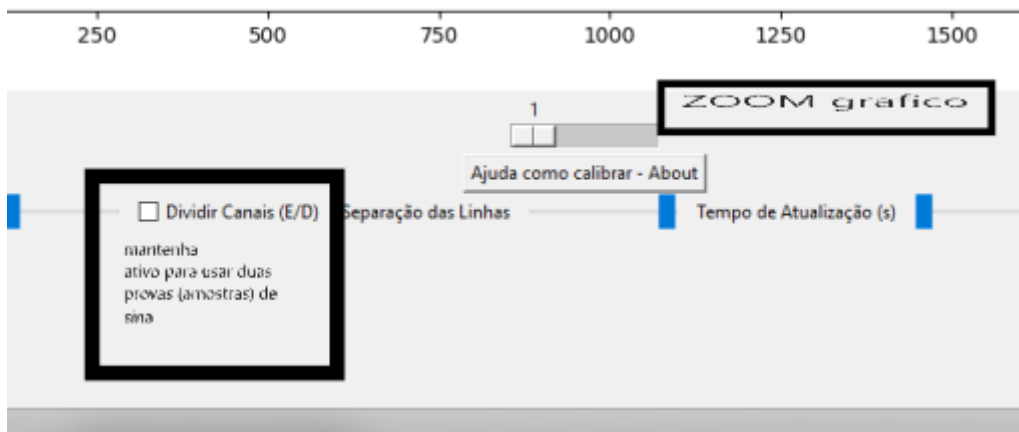 250 500 750 1000 1250 1500
ZOOM grafico
1
Ajuda como calibrar - About
Dividir Canais (E/D) Separação das Linhas Tempo de Atualização (s)
mantenha
ativo para usar duas
provas (amostras) de
sina